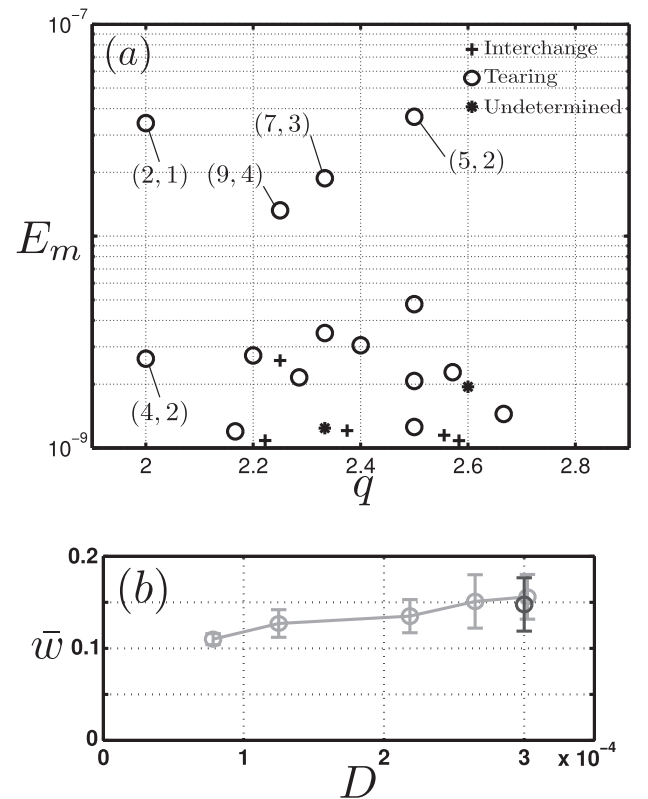 10⁻⁷
(a)
+ Interchange
○ Tearing
✱ Undetermined
(7, 3)
(5, 2)
(2, 1)
(9, 4)
E_m
(4, 2)
10⁻⁹
2 2.2 2.4 2.6 2.8
q
0.2
(b)
w̄
0.1
0
0 1 2 3 x 10⁻⁴
D